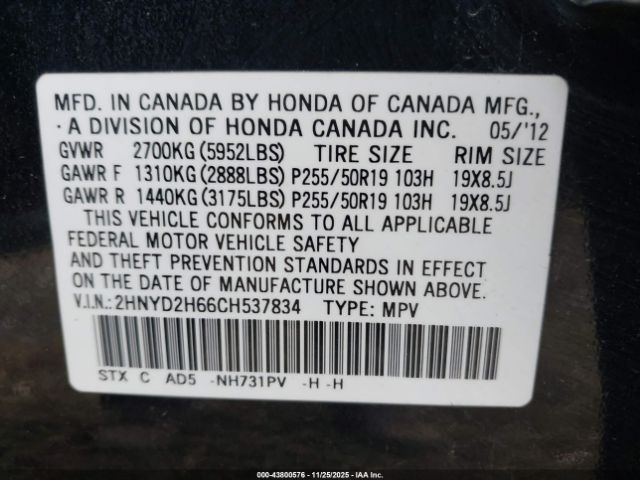 MFD. IN CANADA BY HONDA OF CANADA MFG.,
· A DIVISION OF HONDA CANADA INC. 05/'12
GVWR 2700KG (5952LBS) TIRE SIZE RIM SIZE
GAWR F 1310KG (2888LBS) P255/50R19 103H 19X8.5J
GAWR R 1440KG (3175LBS) P255/50R19 103H 19X8.5J
THIS VEHICLE CONFORMS TO ALL APPLICABLE
FEDERAL MOTOR VEHICLE SAFETY
AND THEFT PREVENTION STANDARDS IN EFFECT
ON THE DATE OF MANUFACTURE SHOWN ABOVE.
V.I.N.:2HNYD2H66CH537834 TYPE: MPV
STX C AD5 -NH731PV -H -H
000-43800576 - 11/25/2025 - IAA Inc.